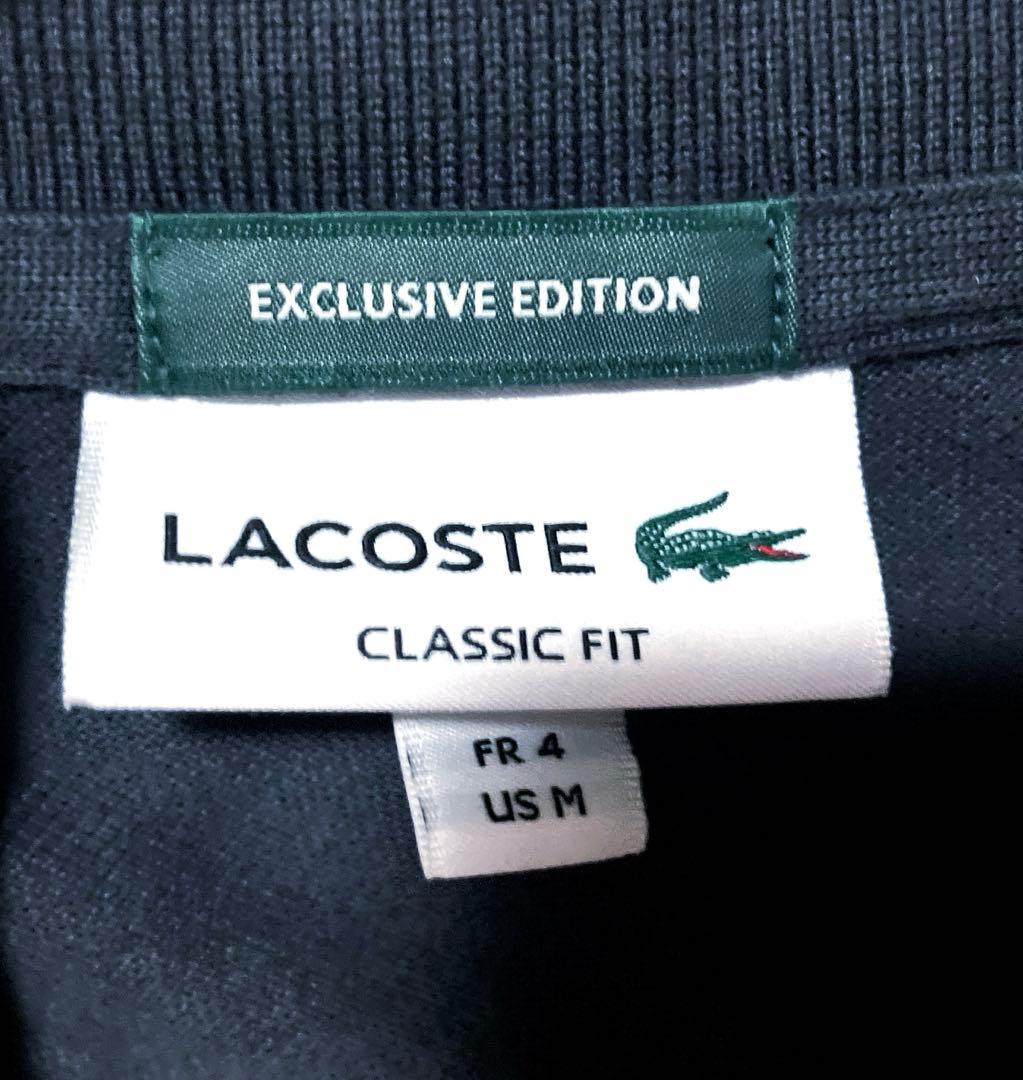 EXCLUSIVE EDITION
LACOSTE
CLASSIC FIT
FR 4
US M